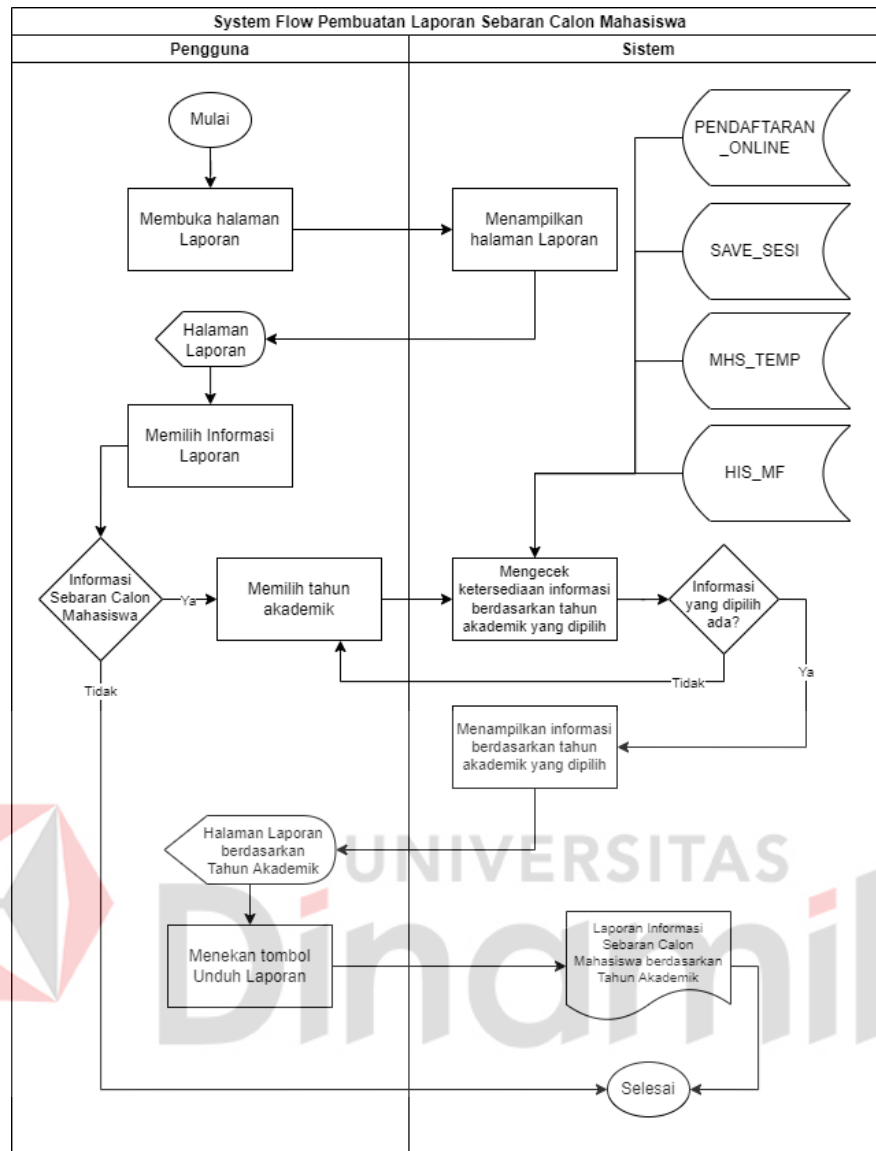 System Flow Pembuatan Laporan Sebaran Calon Mahasiswa
Pengguna
Sistem
Mulai
PENDAFTARAN
_ONLINE
Membuka halaman
Laporan
Menampilkan
halaman Laporan
SAVE_SESI
Halaman
Laporan
MHS_TEMP
Memilih Informasi
Laporan
HIS_MF
Informasi
Sebaran Calon
Mahasiswa
Ya
Memilih tahun
akademik
Mengecek
ketersediaan informasi
berdasarkan tahun
akademik yang dipilih
Informasi
yang dipilih
ada?
Tidak
Ya
Tidak
Menampilkan informasi
berdasarkan tahun
akademik yang dipilih
Halaman Laporan
berdasarkan
Tahun Akademik
UNIVERSITAS
Dinamik
Menekan tombol
Unduh Laporan
Laporan Informasi
Sebaran Calon
Mahasiswa berdasarkan
Tahun Akademik
Selesai